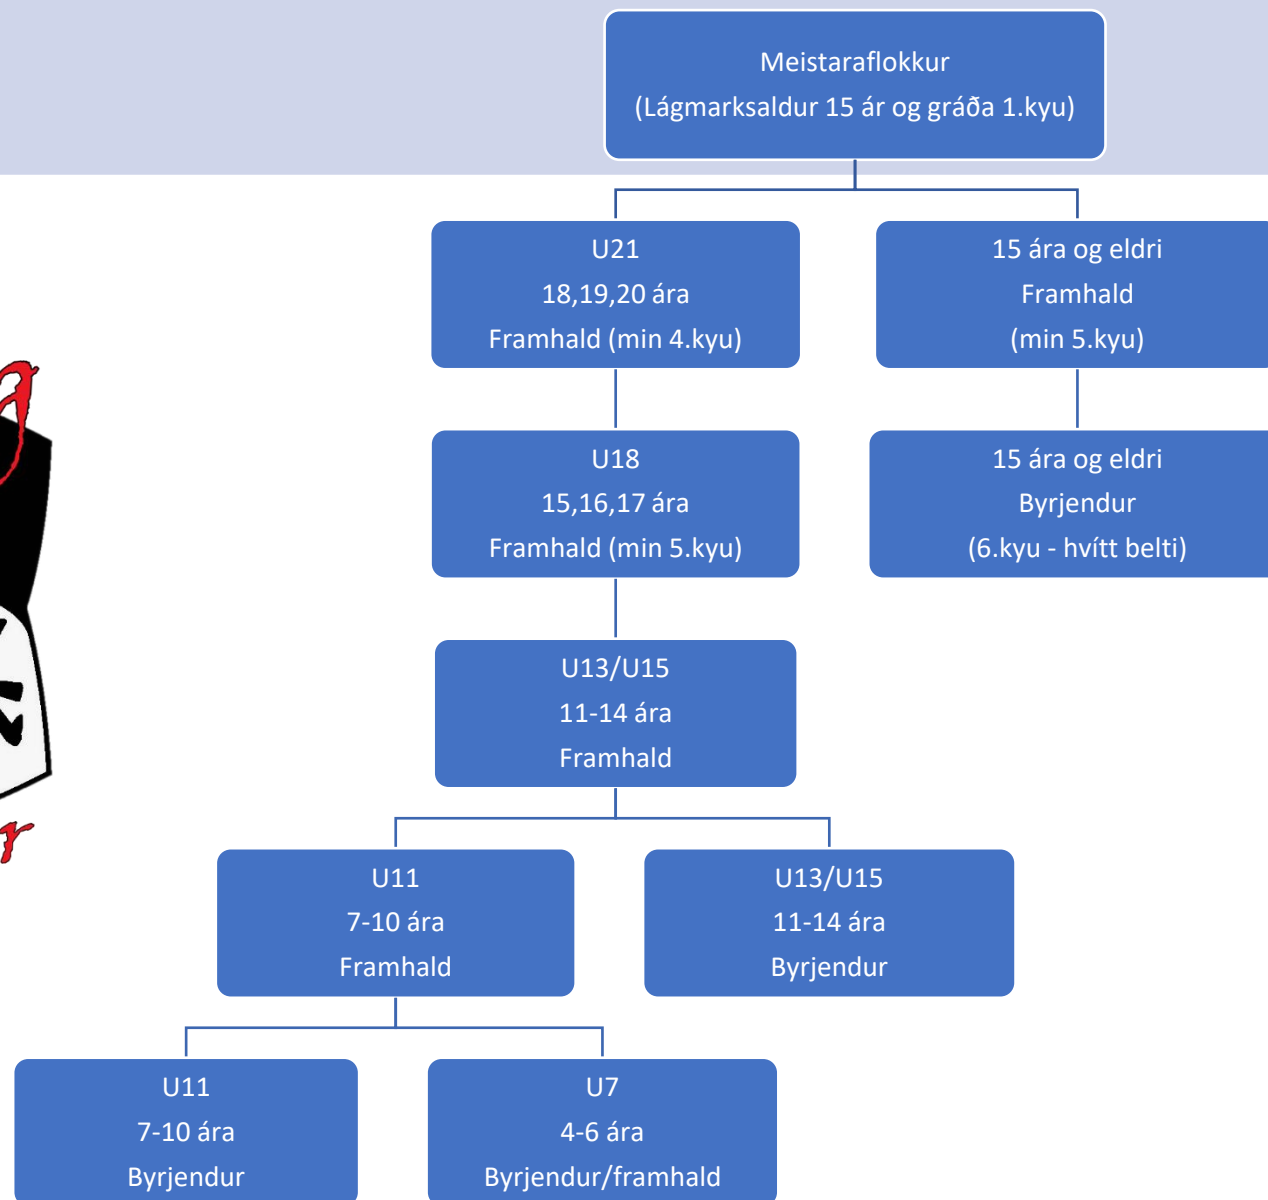 Meistaraflokkur
(Lágmarksaldur 15 ár og gráða 1.kyu)
U21
18,19,20 ára
Framhald (min 4.kyu)
15 ára og eldri
Framhald
(min 5.kyu)
U18
15,16,17 ára
Framhald (min 5.kyu)
15 ára og eldri
Byrjendur
(6.kyu - hvítt belti)
U13/U15
11-14 ára
Framhald
U11
7-10 ára
Framhald
U13/U15
11-14 ára
Byrjendur
U11
7-10 ára
Byrjendur
U7
4-6 ára
Byrjendur/framhald